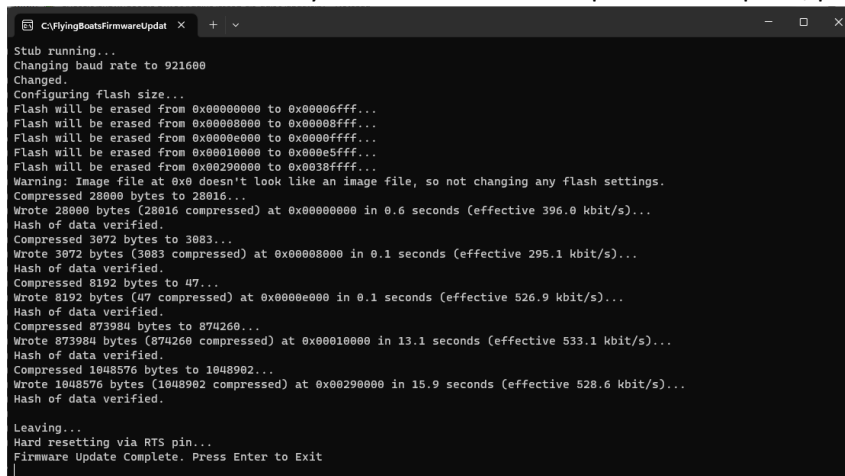 C:\FlyingBoatsFirmwareUpdat
Stub running...
Changing baud rate to 921600
Changed.
Configuring flash size...
Flash will be erased from 0x00000000 to 0x00006fff...
Flash will be erased from 0x00008000 to 0x00008fff...
Flash will be erased from 0x0000e000 to 0x0000ffff...
Flash will be erased from 0x00010000 to 0x000e5fff...
Flash will be erased from 0x00290000 to 0x0038ffff...
Warning: Image file at 0x0 doesn't look like an image file, so not changing any flash settings.
Compressed 28000 bytes to 28016...
Wrote 28000 bytes (28016 compressed) at 0x00000000 in 0.6 seconds (effective 396.0 kbit/s)...
Hash of data verified.
Compressed 3072 bytes to 3083...
Wrote 3072 bytes (3083 compressed) at 0x00008000 in 0.1 seconds (effective 295.1 kbit/s)...
Hash of data verified.
Compressed 8192 bytes to 47...
Wrote 8192 bytes (47 compressed) at 0x0000e000 in 0.1 seconds (effective 526.9 kbit/s)...
Hash of data verified.
Compressed 873984 bytes to 874260...
Wrote 873984 bytes (874260 compressed) at 0x00010000 in 13.1 seconds (effective 533.1 kbit/s)...
Hash of data verified.
Compressed 1048576 bytes to 1048902...
Wrote 1048576 bytes (1048902 compressed) at 0x00290000 in 15.9 seconds (effective 528.6 kbit/s)...
Hash of data verified.
Leaving...
Hard resetting via RTS pin...
Firmware Update Complete. Press Enter to Exit